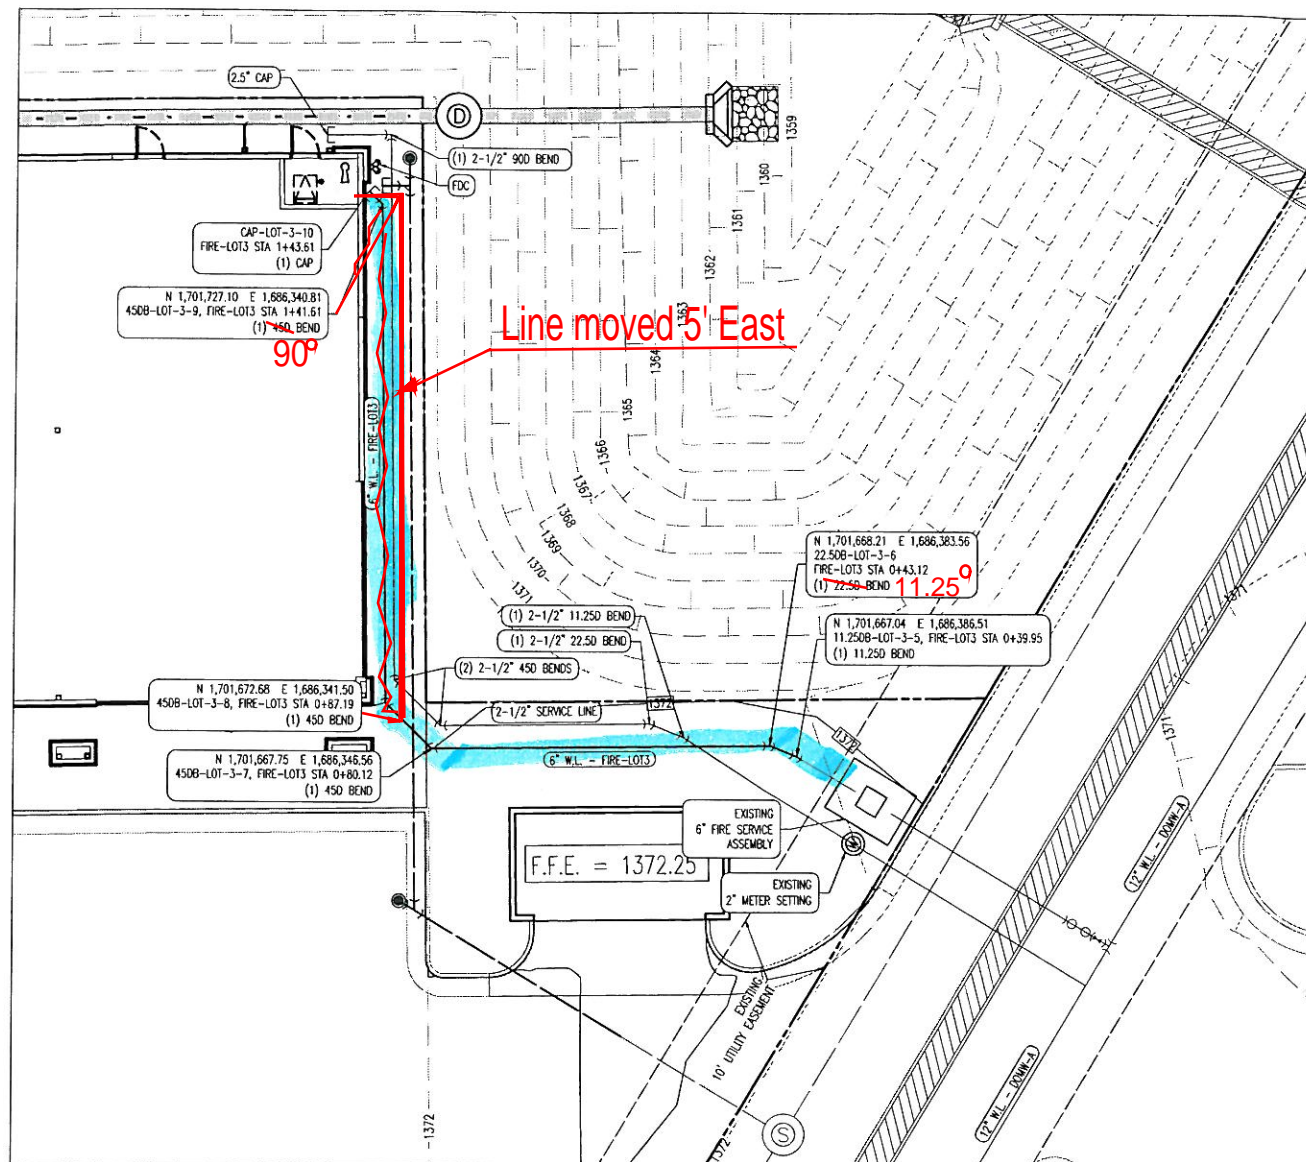 2.5" CAP
D
1359
(1) 2-1/2" 90D BEND
1360
FDC
1361
CAP-LOT-3-10
FIRE-LOT3 STA 1+43.61
(1) CAP
1362
N 1,701,727.10 E 1,686,340.81
45DB-LOT-3-9, FIRE-LOT3 STA 1+41.61
(1) 45D BEND
90°
1363
Line moved 5' East
1364
1365
6" W.L. - FIRE-LOT3
1366
1367
1368
1369
1370
1371
N 1,701,668.21 E 1,686,383.56
22.5DB-LOT-3-6
FIRE-LOT3 STA 0+43.12
(1) 22.5D BEND 11.25°
1371
(1) 2-1/2" 11.25D BEND
(1) 2-1/2" 22.5D BEND
N 1,701,667.04 E 1,686,386.51
11.25DB-LOT-3-5, FIRE-LOT3 STA 0+39.95
(1) 11.25D BEND
(2) 2-1/2" 45D BENDS
N 1,701,672.68 E 1,686,341.50
45DB-LOT-3-8, FIRE-LOT3 STA 0+87.19
(1) 45D BEND
1372
2-1/2" SERVICE LINE
1371
N 1,701,667.75 E 1,686,346.56
45DB-LOT-3-7, FIRE-LOT3 STA 0+80.12
(1) 45D BEND
6" W.L. - FIRE-LOT3
EXISTING
6" FIRE SERVICE
ASSEMBLY
F.F.E. = 1372.25
M
EXISTING
2" METER SETTING
12" W.L. - DOMW-A
EXISTING
10' UTILITY EASEMENT
12" W.L. - DOMW-A
1372
S
1372